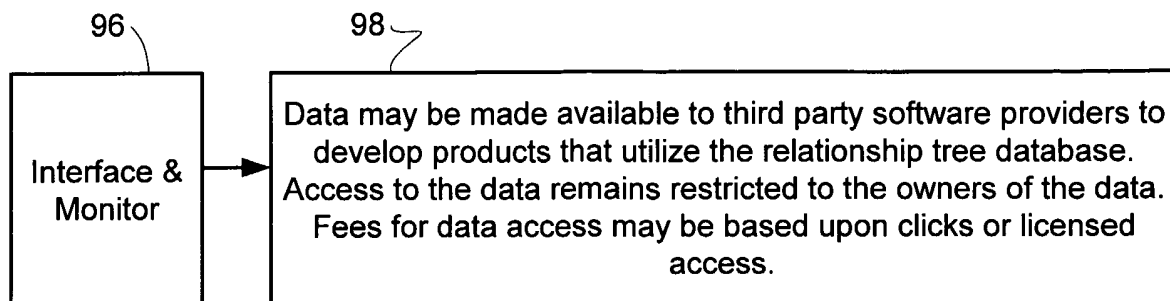 96
98
Interface &
Monitor
Data may be made available to third party software providers to
develop products that utilize the relationship tree database.
Access to the data remains restricted to the owners of the data.
Fees for data access may be based upon clicks or licensed
access.